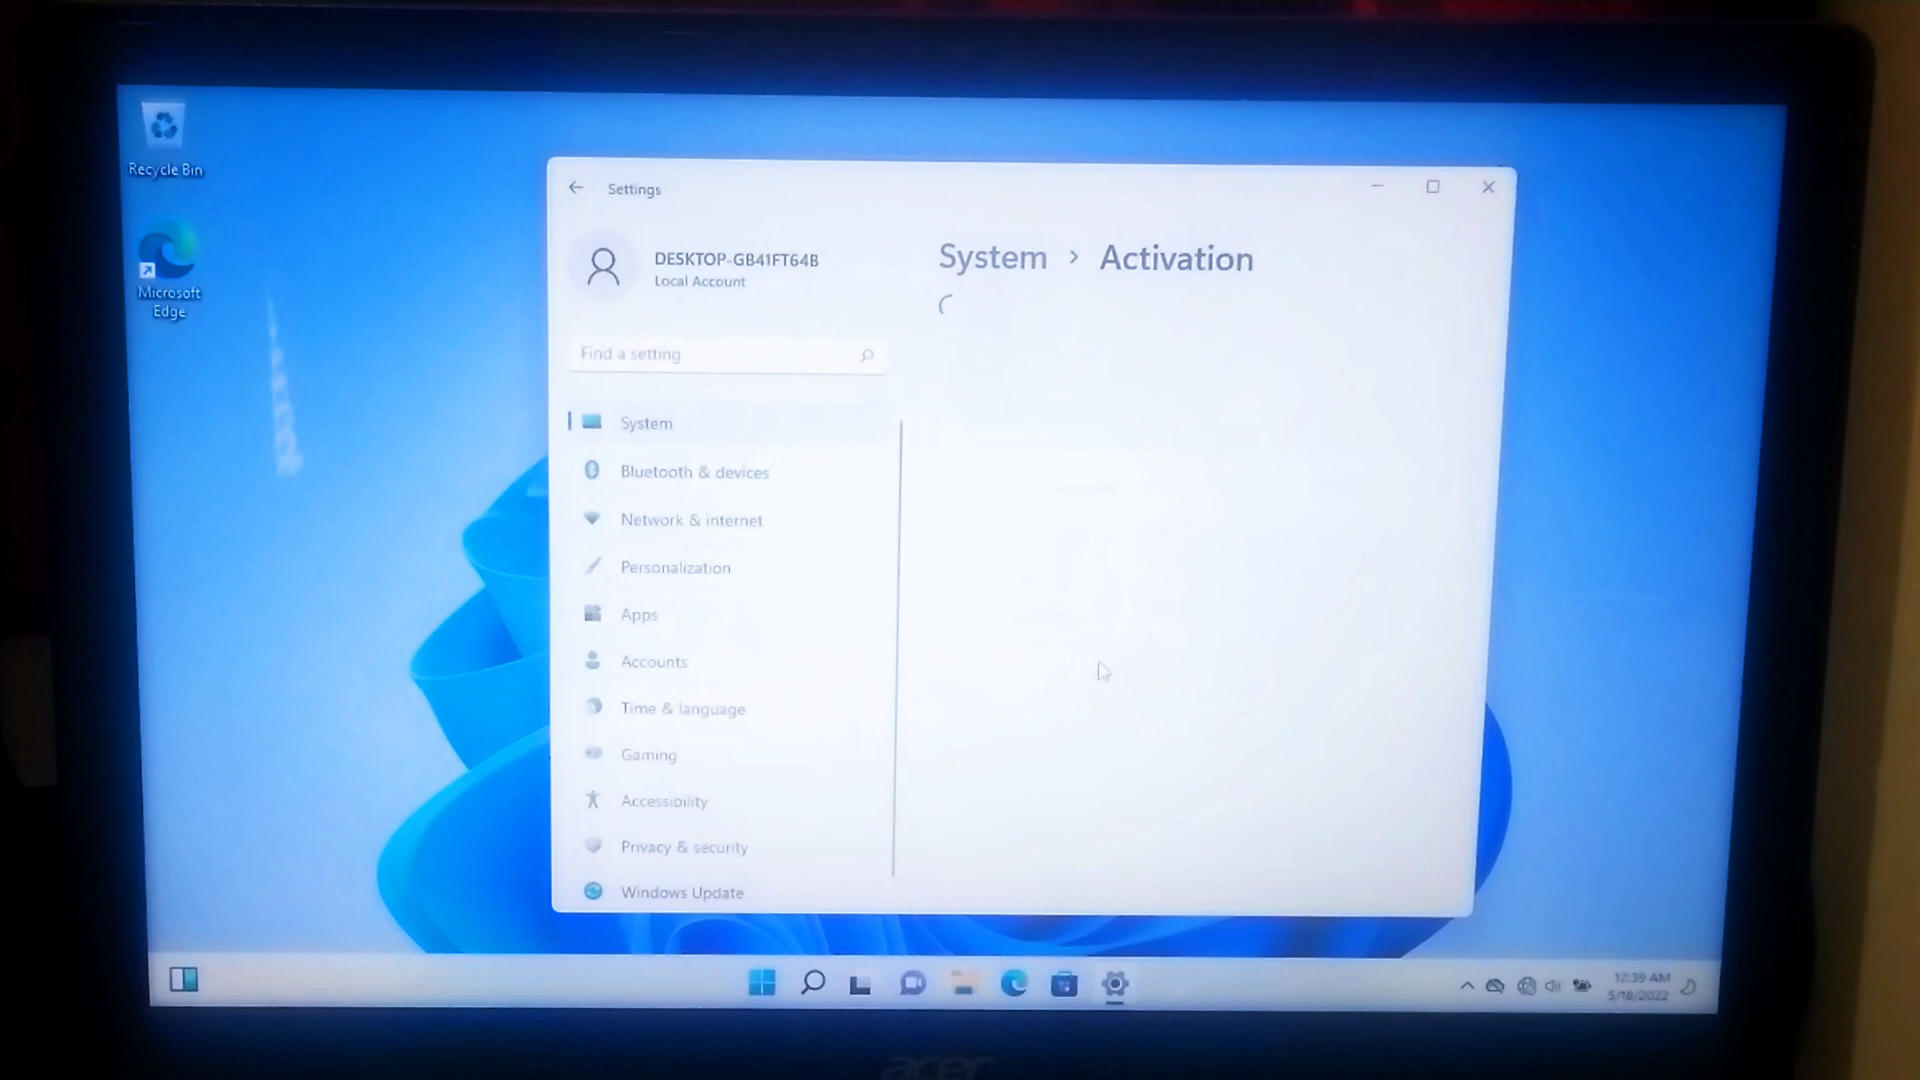 Recycle Bin
Microsoft
Edge
Settings
DESKTOP-GB41FT64B
Local Account
System > Activation
Find a setting
System
Bluetooth & devices
Network & internet
Personalization
Apps
Accounts
Time & language
Gaming
Accessibility
Privacy & security
Windows Update
12:39 AM
5/18/2022
acer